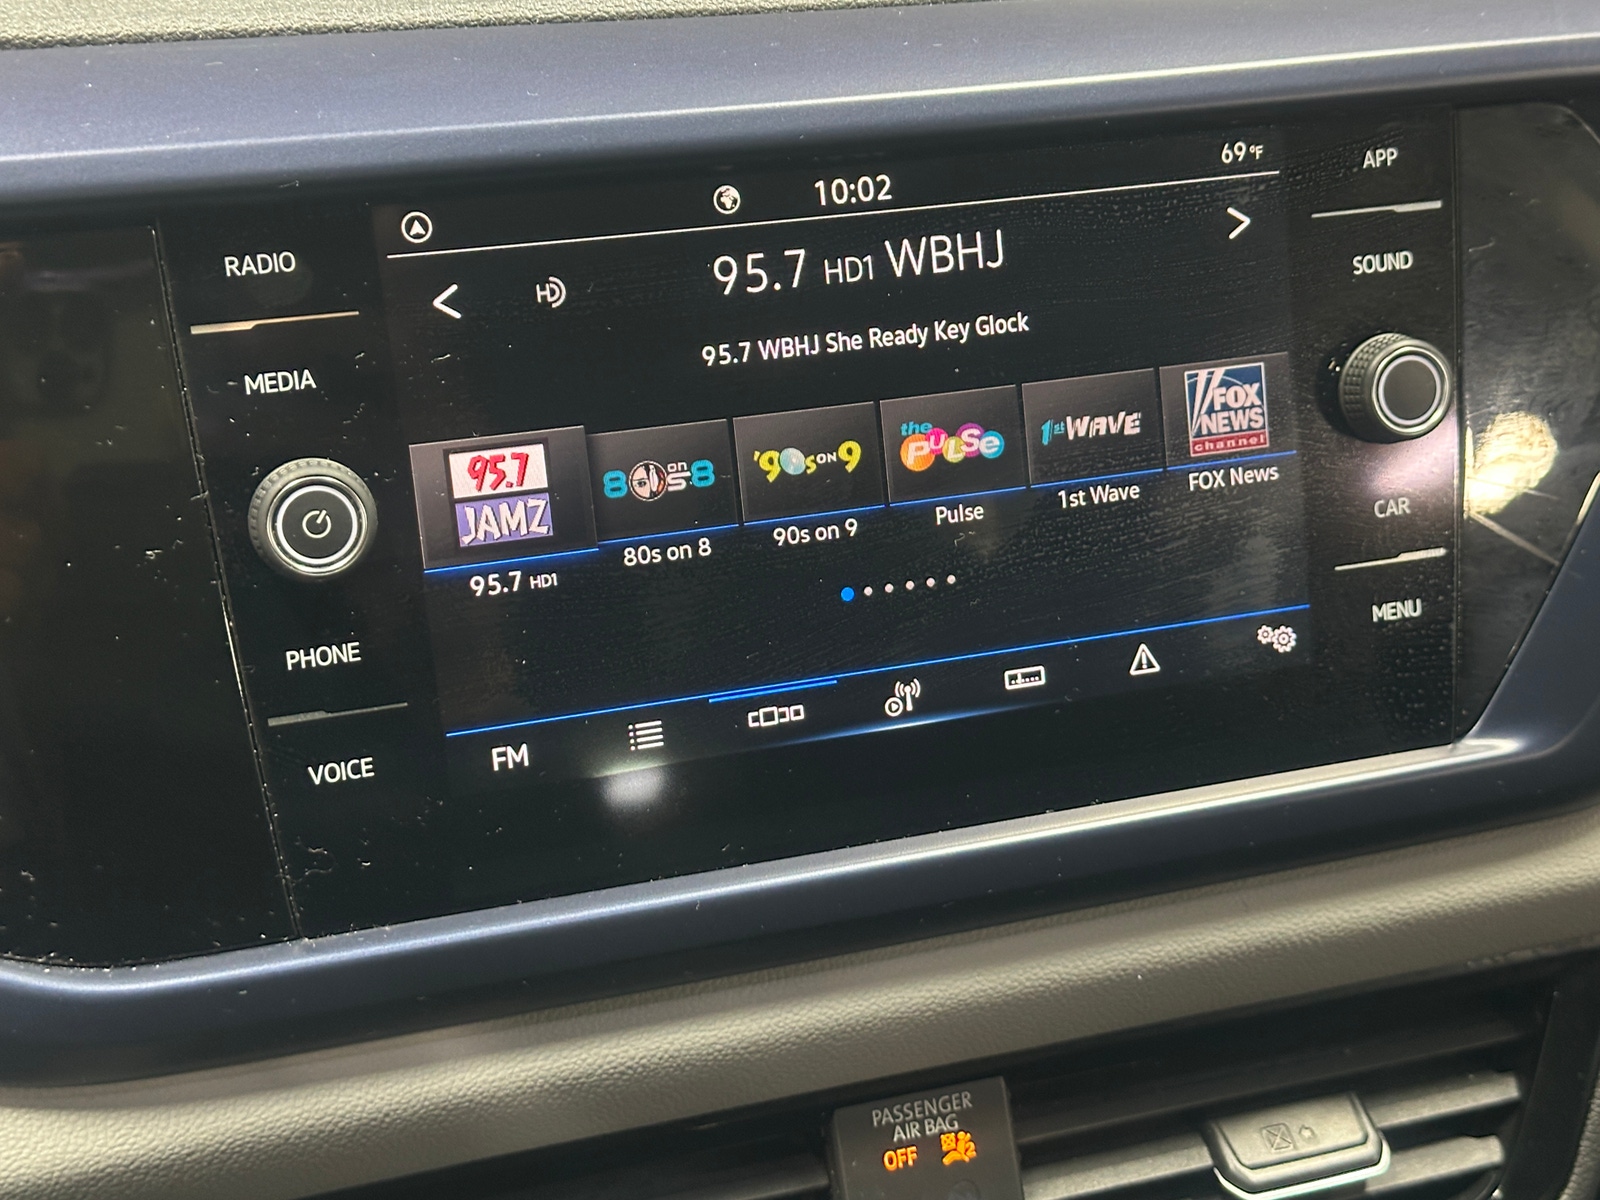 RADIO
MEDIA
PHONE
VOICE
10:02
69°F
95.7 HD1 WBHJ
95.7 WBHJ She Ready Key Glock
95.7
JAMZ
80s on 8
'90s ON 9
the
PULSE
1st WAVE
FOX
NEWS
channel
95.7 HD1
80s on 8
90s on 9
Pulse
1st Wave
FOX News
FM
APP
SOUND
CAR
MENU
PASSENGER
AIR BAG
OFF